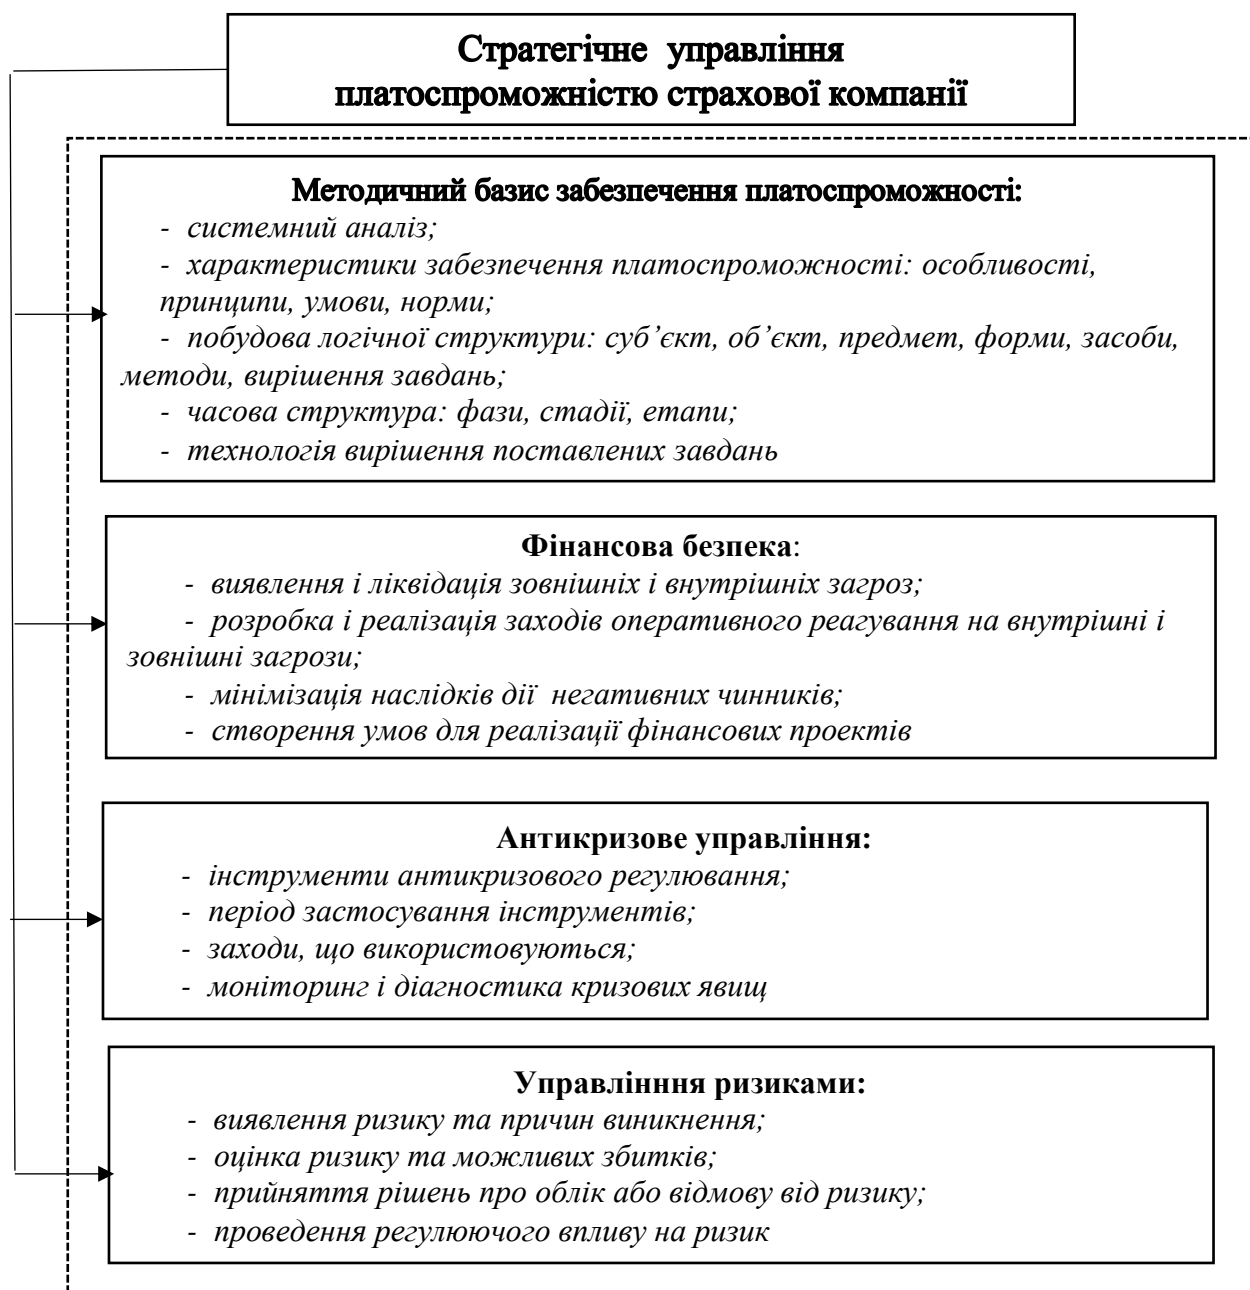 Стратегічне управління
платоспроможністю страхової компанії
Методичний базис забезпечення платоспроможності:
- системний аналіз;
- характеристики забезпечення платоспроможності: особливості,
принципи, умови, норми;
- побудова логічної структури: суб’єкт, об’єкт, предмет, форми, засоби,
методи, вирішення завдань;
- часова структура: фази, стадії, етапи;
- технологія вирішення поставлених завдань
Фінансова безпека:
- виявлення і ліквідація зовнішніх і внутрішніх загроз;
- розробка і реалізація заходів оперативного реагування на внутрішні і
зовнішні загрози;
- мінімізація наслідків дії негативних чинників;
- створення умов для реалізації фінансових проектів
Антикризове управління:
- інструменти антикризового регулювання;
- період застосування інструментів;
- заходи, що використовуються;
- моніторинг і діагностика кризових явищ
Управлінння ризиками:
- виявлення ризику та причин виникнення;
- оцінка ризику та можливих збитків;
- прийняття рішень про облік або відмову від ризику;
- проведення регулюючого впливу на ризик